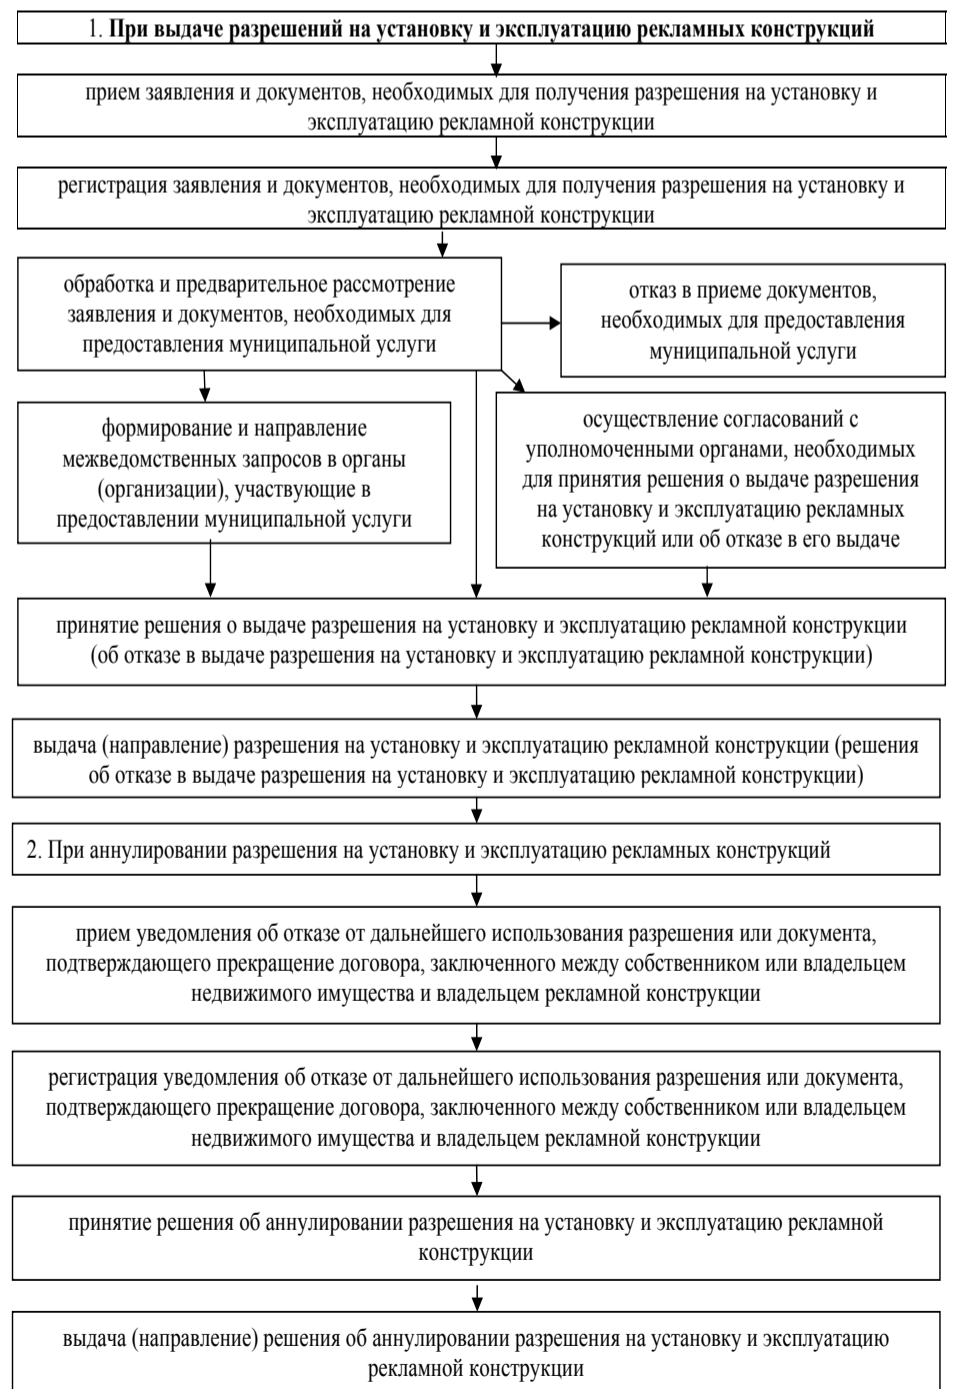 1. При выдаче разрешений на установку и эксплуатацию рекламных конструкций
прием заявления и документов, необходимых для получения разрешения на установку и
эксплуатацию рекламной конструкции
регистрация заявления и документов, необходимых для получения разрешения на установку и
эксплуатацию рекламной конструкции
обработка и предварительное рассмотрение
заявления и документов, необходимых для
предоставления муниципальной услуги
отказ в приеме документов,
необходимых для предоставления
муниципальной услуги
формирование и направление
межведомственных запросов в органы
(организации), участвующие в
предоставлении муниципальной услуги
осуществление согласований с
уполномоченными органами, необходимых
для принятия решения о выдаче разрешения
на установку и эксплуатацию рекламных
конструкций или об отказе в его выдаче
принятие решения о выдаче разрешения на установку и эксплуатацию рекламной конструкции
(об отказе в выдаче разрешения на установку и эксплуатацию рекламной конструкции)
выдача (направление) разрешения на установку и эксплуатацию рекламной конструкции (решения
об отказе в выдаче разрешения на установку и эксплуатацию рекламной конструкции)
2. При аннулировании разрешения на установку и эксплуатацию рекламных конструкций
прием уведомления об отказе от дальнейшего использования разрешения или документа,
подтверждающего прекращение договора, заключенного между собственником или владельцем
недвижимого имущества и владельцем рекламной конструкции
регистрация уведомления об отказе от дальнейшего использования разрешения или документа,
подтверждающего прекращение договора, заключенного между собственником или владельцем
недвижимого имущества и владельцем рекламной конструкции
принятие решения об аннулировании разрешения на установку и эксплуатацию рекламной
конструкции
выдача (направление) решения об аннулировании разрешения на установку и эксплуатацию
рекламной конструкции